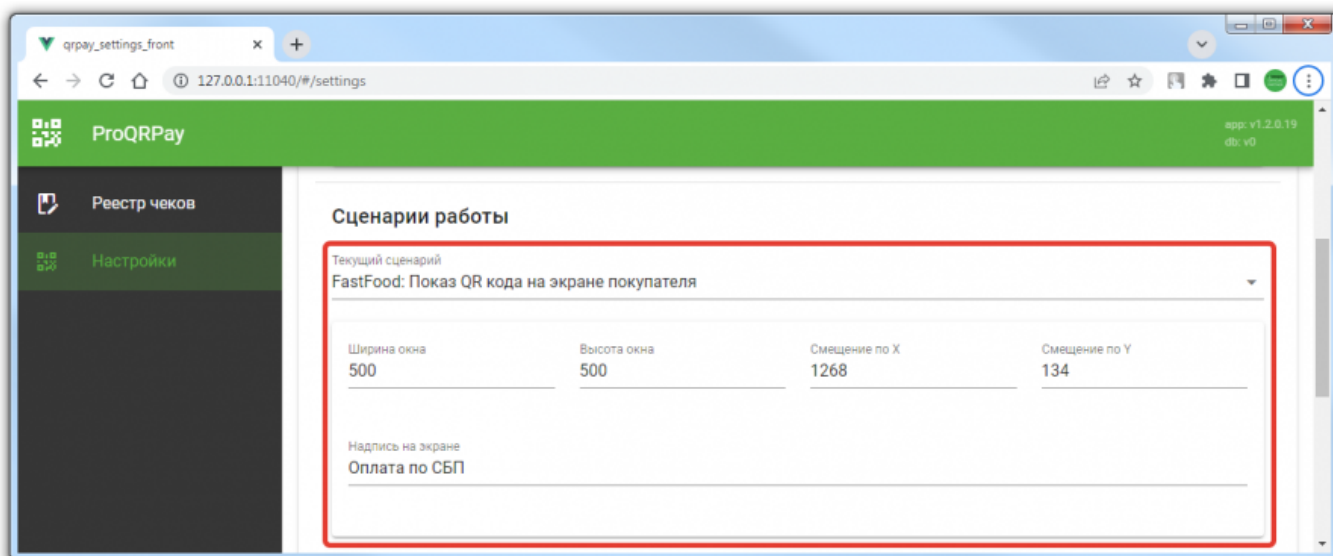 qrpay_settings_front
127.0.0.1:11040/#/settings
ProQRPay
app: v1.2.0.19
db: v0
Реестр чеков
Настройки
Сценарии работы
Текущий сценарий
FastFood: Показ QR кода на экране покупателя
Ширина окна Высота окна Смещение по X Смещение по Y
500 500 1268 134
Надпись на экране
Оплата по СБП